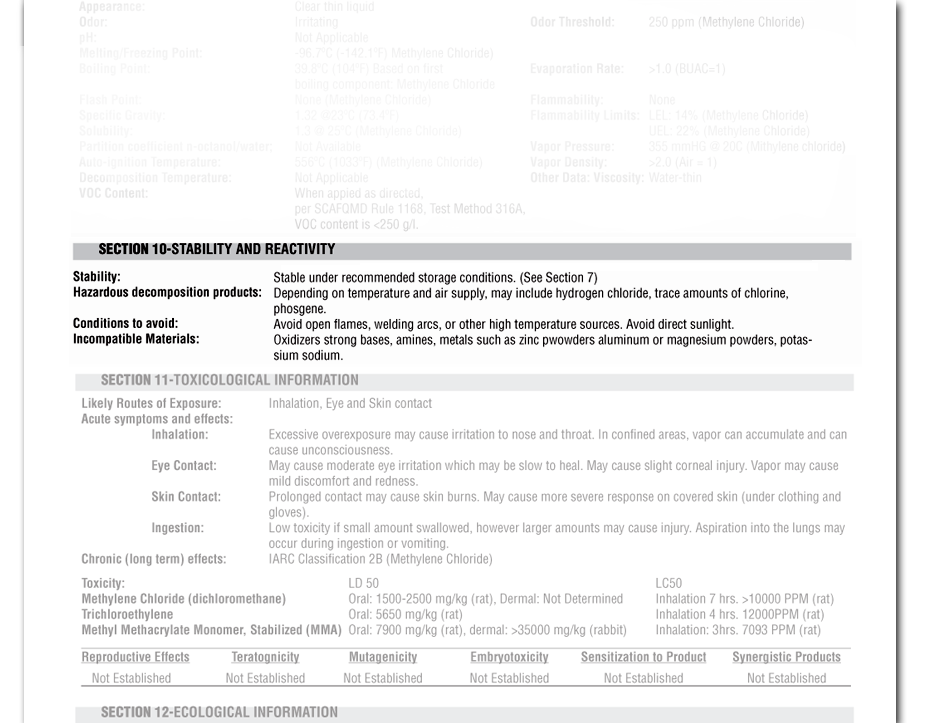 Appearance: Clear thin liquid
Odor: Irritating Odor Threshold: 250 ppm (Methylene Chloride)
pH: Not Applicable
Melting/Freezing Point: -96.7ºC (-142.1ºF) Methylene Chloride)
Boiling Point: 39.8ºC (104ºF) Based on first Evaporation Rate: >1.0 (BUAC=1)
boiling component: Methylene Chloride
Flash Point: None (Methylene Chloride) Flammability: None
Specific Gravity: 1.32 @23ºC (73.4ºF) Flammability Limits: LEL: 14% (Methylene Chloride)
Solubility: 1.3 @ 25ºC (Methylene Chloride) UEL: 22% (Methylene Chloride)
Partition coefficient n-octanol/water: Not Available Vapor Pressure: 355 mmHG @ 20C (Methylene chloride)
Auto-ignition Temperature: 556ºC (1033ºF) (Methylene Chloride) Vapor Density: >2.0 (Air = 1)
Decomposition Temperature: Not Applicable Other Data: Viscosity: Water-thin
VOC Content: When appied as directed,
per SCAFQMD Rule 1168, Test Method 316A,
VOC content is <250 g/l.
SECTION 10-STABILITY AND REACTIVITY
Stability: Stable under recommended storage conditions. (See Section 7)
Hazardous decomposition products: Depending on temperature and air supply, may include hydrogen chloride, trace amounts of chlorine,
phosgene.
Conditions to avoid: Avoid open flames, welding arcs, or other high temperature sources. Avoid direct sunlight.
Incompatible Materials: Oxidizers strong bases, amines, metals such as zinc pwowders aluminum or magnesium powders, potas-
sium sodium.
SECTION 11-TOXICOLOGICAL INFORMATION
Likely Routes of Exposure: Inhalation, Eye and Skin contact
Acute symptoms and effects:
Inhalation: Excessive overexposure may cause irritation to nose and throat. In confined areas, vapor can accumulate and can
cause unconsciousness.
Eye Contact: May cause moderate eye irritation which may be slow to heal. May cause slight corneal injury. Vapor may cause
mild discomfort and redness.
Skin Contact: Prolonged contact may cause skin burns. May cause more severe response on covered skin (under clothing and
gloves).
Ingestion: Low toxicity if small amount swallowed, however larger amounts may cause injury. Aspiration into the lungs may
occur during ingestion or vomiting.
Chronic (long term) effects: IARC Classification 2B (Methylene Chloride)
Toxicity: LD 50 LC50
Methylene Chloride (dichloromethane) Oral: 1500-2500 mg/kg (rat), Dermal: Not Determined Inhalation 7 hrs. >10000 PPM (rat)
Trichloroethylene Oral: 5650 mg/kg (rat) Inhalation 4 hrs. 12000PPM (rat)
Methyl Methacrylate Monomer, Stabilized (MMA) Oral: 7900 mg/kg (rat), dermal: >35000 mg/kg (rabbit) Inhalation: 3hrs. 7093 PPM (rat)
Reproductive Effects Teratognicity Mutagenicity Embryotoxicity Sensitization to Product Synergistic Products
Not Established Not Established Not Established Not Established Not Established Not Established
SECTION 12-ECOLOGICAL INFORMATION